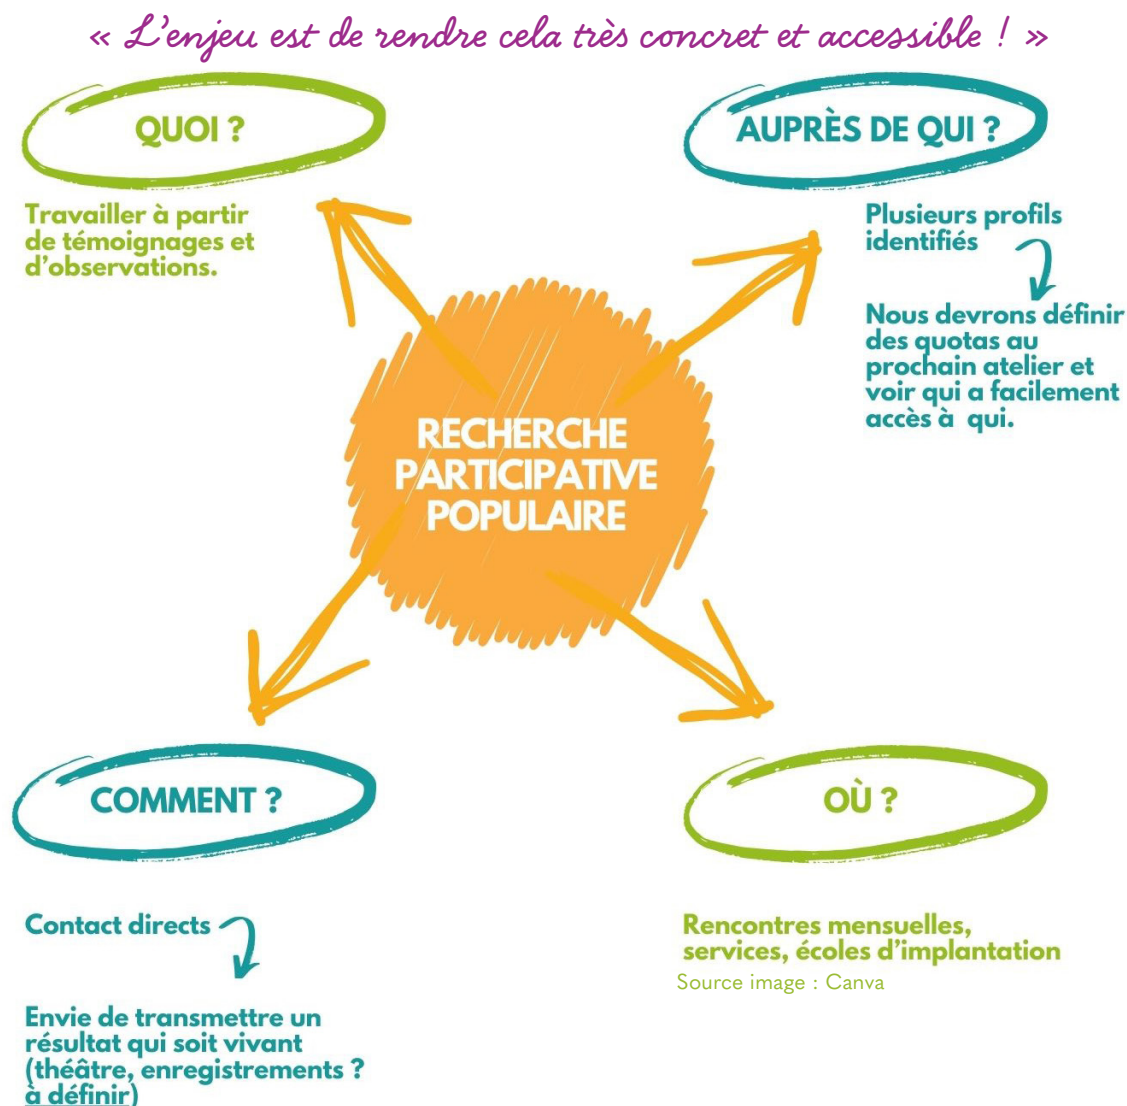 « L'enjeu est de rendre cela très concret et accessible ! »
QUOI ?
Travailler à partir
de témoignages et
d'observations.
AUPRÈS DE QUI ?
Plusieurs profils
identifiés
Nous devrons définir
des quotas au
prochain atelier et
voir qui a facilement
accès à qui.
RECHERCHE
PARTICIPATIVE
POPULAIRE
COMMENT ?
Contact directs
Envie de transmettre un
résultat qui soit vivant
(théâtre, enregistrements ?
à définir)
OÙ ?
Rencontres mensuelles,
services, écoles d'implantation
Source image : Canva